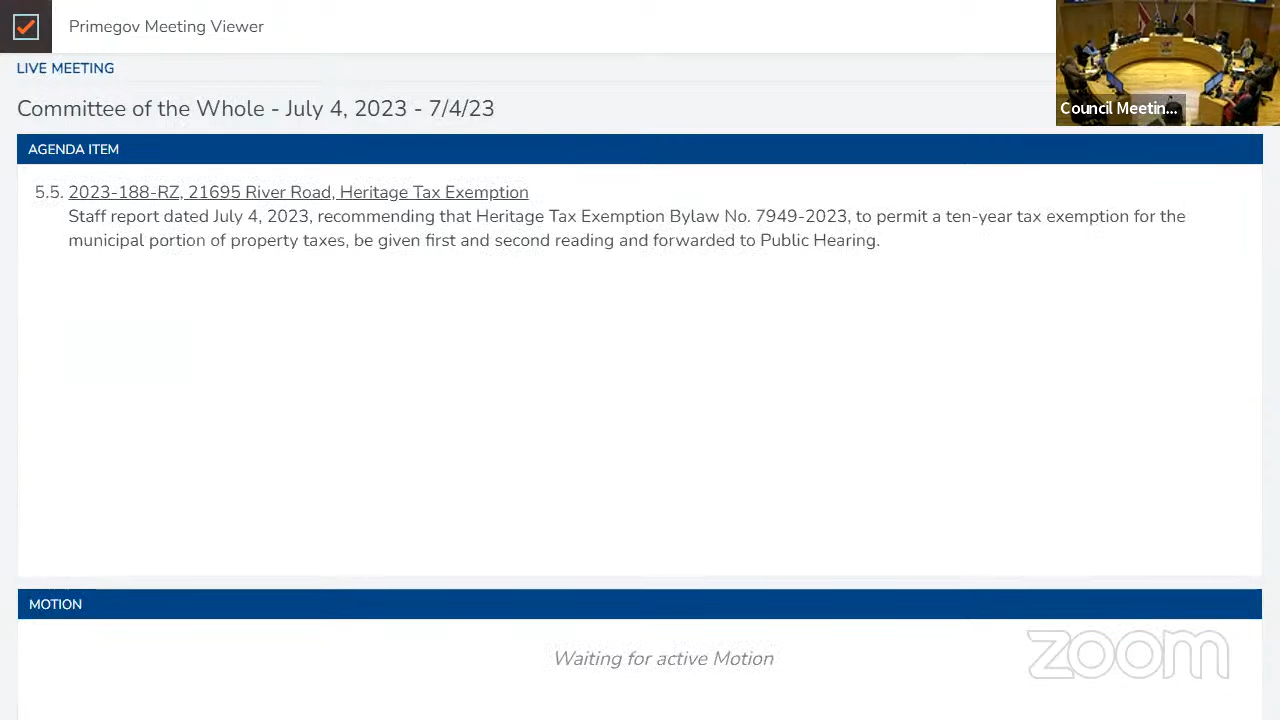 Primegov Meeting Viewer
LIVE MEETING
Committee of the Whole - July 4, 2023 - 7/4/23
Council Meetin...
AGENDA ITEM
5.5. 2023-188-RZ, 21695 River Road, Heritage Tax Exemption
Staff report dated July 4, 2023, recommending that Heritage Tax Exemption Bylaw No. 7949-2023, to permit a ten-year tax exemption for the
municipal portion of property taxes, be given first and second reading and forwarded to Public Hearing.
MOTION
Waiting for active Motion
zoom